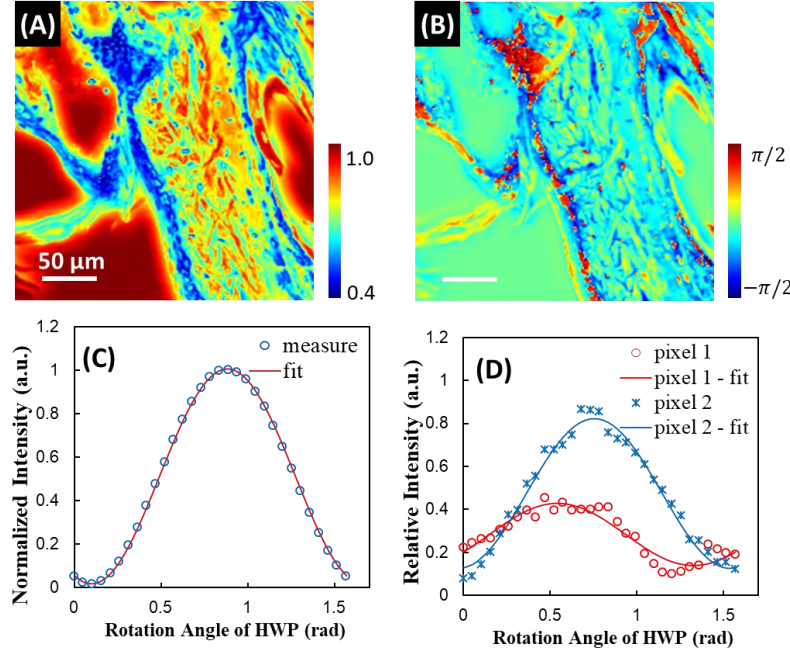 (A)
50 μm
1.0
0.4
(B)
π/2
−π/2
(C)
measure
fit
Normalized Intensity (a.u.)
1.2
1
0.8
0.6
0.4
0.2
0
0
0.5
1
1.5
Rotation Angle of HWP (rad)
(D)
pixel 1
pixel 1 - fit
pixel 2
pixel 2 - fit
Relative Intensity (a.u.)
1.2
1
0.8
0.6
0.4
0.2
0
0
0.5
1
1.5
Rotation Angle of HWP (rad)